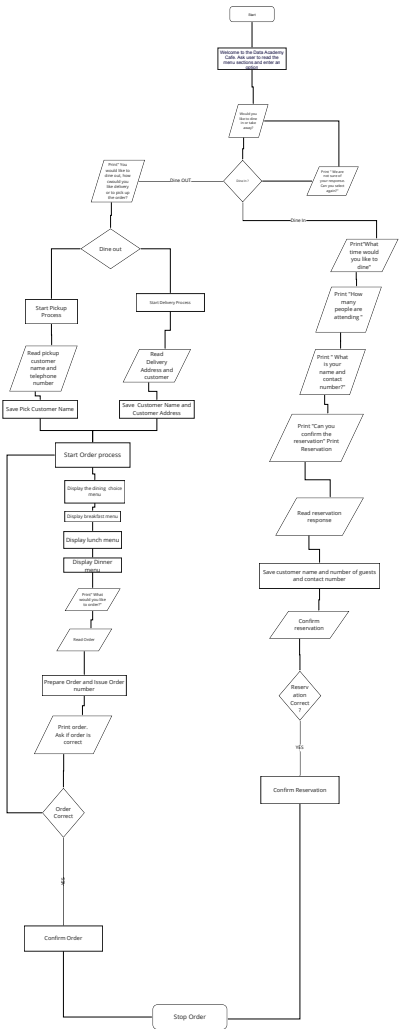 Start
Welcome to the Data Academy
Cafe. Ask user to read the
menu sections and enter an
option
Would you
like to dine
in or take
away?
Print" You
would like to
dine out, how
would you
like delivery
or to pick up
the order?
Dine OUT
Print " We are
not sure of
your response.
Can you select
again?"
Dine In
Print"What
time would
you like to
dine"
Dine out
Start Pickup
Process
Start Delivery Process
Print "How
many
people are
attending "
Read pickup
customer
name and
telephone
number
Read
Delivery
Address and
customer
Print " What
is your
name and
contact
number?"
Save Pick Customer Name
Save Customer Name and
Customer Address
Print "Can you
confirm the
reservation" Print
Reservation
Start Order process
Display the dining choice
menu
Display breakfast menu
Display lunch menu
Display Dinner
menu
Read reservation
response
Save customer name and number of guests
and contact number
Print" What
would you like
to order?"
Read Order
Confirm
reservation
Prepare Order and Issue Order
number
Reserv
ation
Correct
?
Print order.
Ask if order is
correct
YES
Confirm Reservation
Order
Correct
YES
Confirm Order
Stop Order